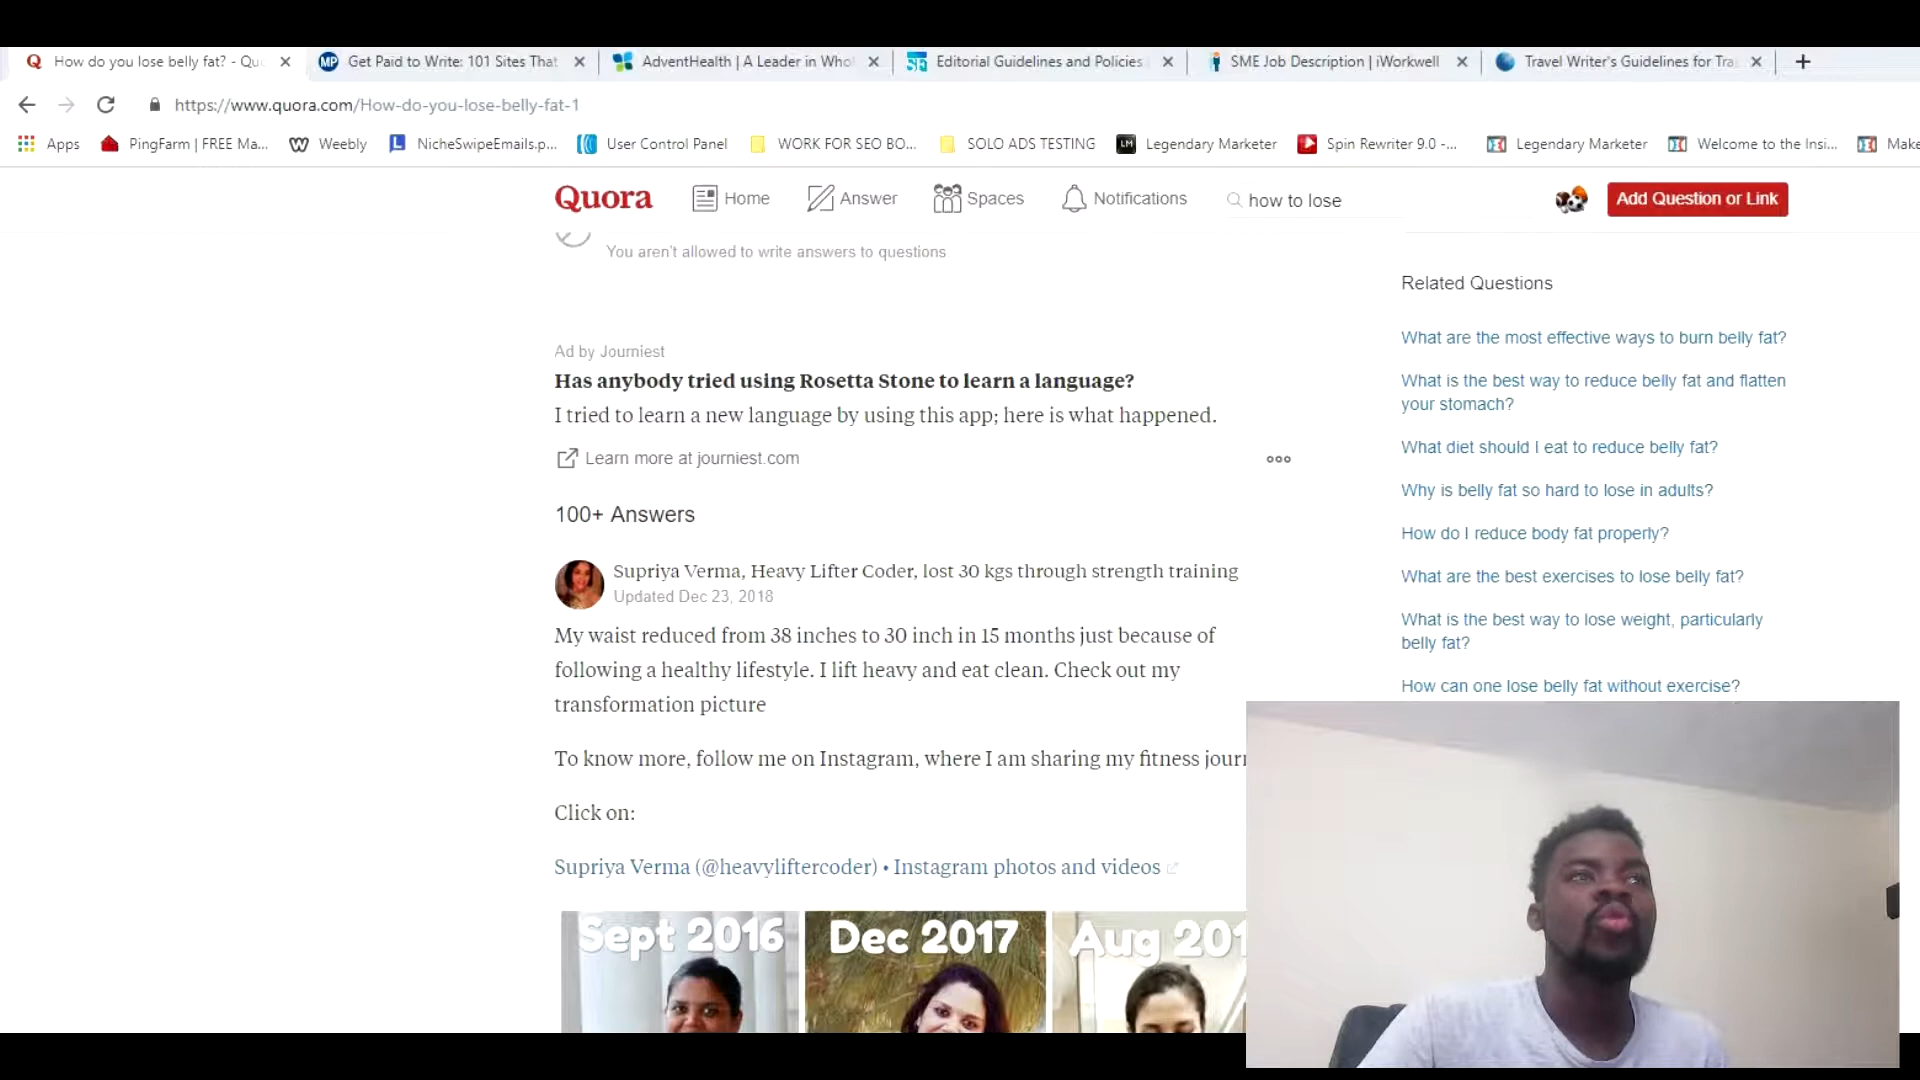 How do you lose belly fat? - Qu
Get Paid to Write: 101 Sites That
AdventHealth | A Leader in Who
Editorial Guidelines and Policies
SME Job Description | iWorkwell
Travel Writer's Guidelines for Tra
https://www.quora.com/How-do-you-lose-belly-fat-1
Apps
PingFarm | FREE Ma...
Weebly
NicheSwipeEmails.p...
User Control Panel
WORK FOR SEO BO...
SOLO ADS TESTING
LM
Legendary Marketer
Spin Rewriter 9.0 -...
Legendary Marketer
Welcome to the Insi...
Make
Quora
Home
Answer
Spaces
Notifications
how to lose
Add Question or Link
You aren't allowed to write answers to questions
Ad by Journiest
Has anybody tried using Rosetta Stone to learn a language?
I tried to learn a new language by using this app; here is what happened.
Learn more at journiest.com
100+ Answers
Supriya Verma, Heavy Lifter Coder, lost 30 kgs through strength training
Updated Dec 23, 2018
My waist reduced from 38 inches to 30 inch in 15 months just because of
following a healthy lifestyle. I lift heavy and eat clean. Check out my
transformation picture
To know more, follow me on Instagram, where I am sharing my fitness journ
Click on:
Supriya Verma (@heavyliftercoder) • Instagram photos and videos
Sept 2016
Dec 2017
Aug 201
Related Questions
What are the most effective ways to burn belly fat?
What is the best way to reduce belly fat and flatten
your stomach?
What diet should I eat to reduce belly fat?
Why is belly fat so hard to lose in adults?
How do I reduce body fat properly?
What are the best exercises to lose belly fat?
What is the best way to lose weight, particularly
belly fat?
How can one lose belly fat without exercise?